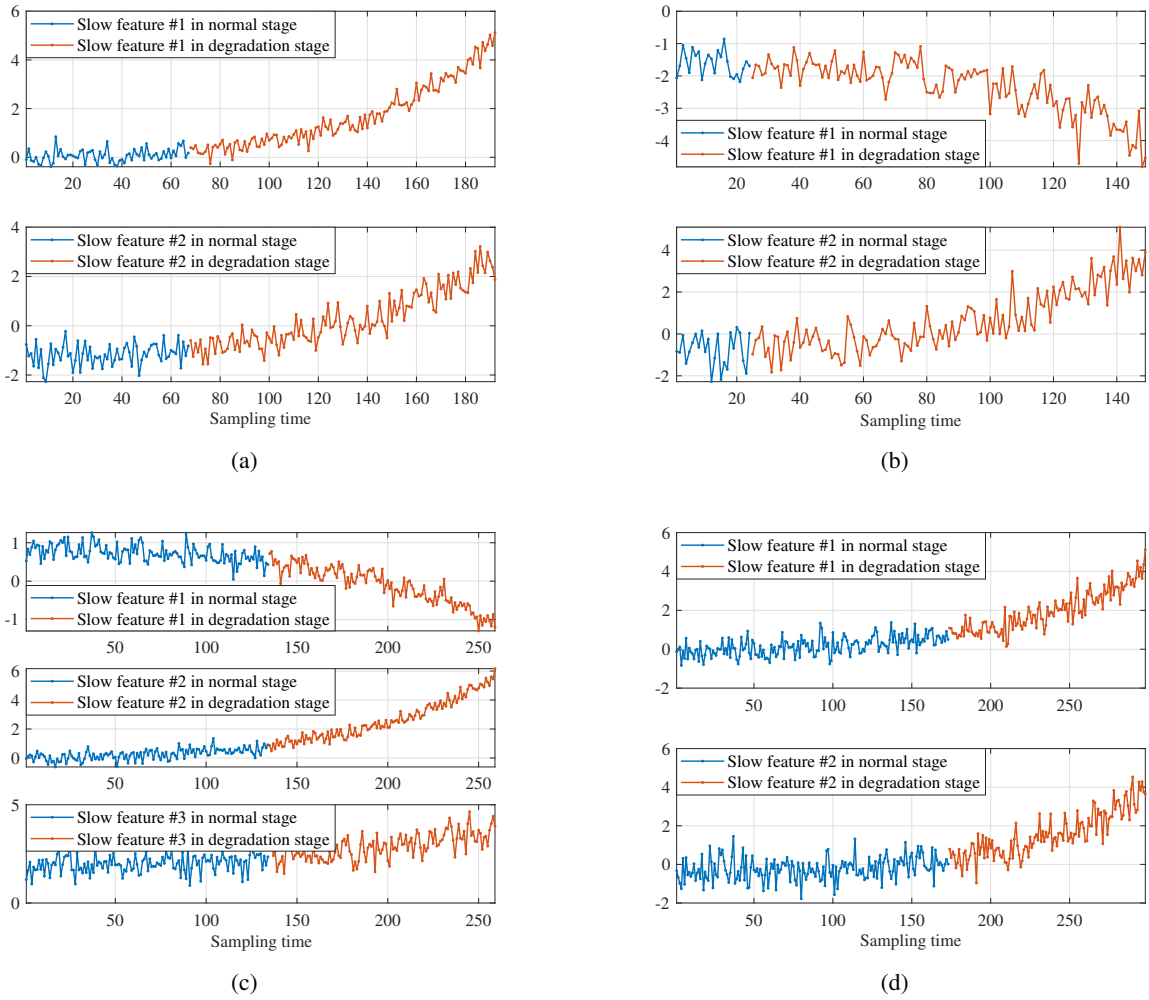 6
4
2
0
Slow feature #1 in normal stage
Slow feature #1 in degradation stage
20 40 60 80 100 120 140 160 180
4
2
0
-2
Slow feature #2 in normal stage
Slow feature #2 in degradation stage
20 40 60 80 100 120 140 160 180
Sampling time
(a)
0
-1
-2
-3
-4
Slow feature #1 in normal stage
Slow feature #1 in degradation stage
20 40 60 80 100 120 140
4
2
0
-2
Slow feature #2 in normal stage
Slow feature #2 in degradation stage
20 40 60 80 100 120 140
Sampling time
(b)
1
0
-1
Slow feature #1 in normal stage
Slow feature #1 in degradation stage
50 100 150 200 250
6
4
2
0
Slow feature #2 in normal stage
Slow feature #2 in degradation stage
50 100 150 200 250
5
0
Slow feature #3 in normal stage
Slow feature #3 in degradation stage
50 100 150 200 250
Sampling time
(c)
6
4
2
0
-2
Slow feature #1 in normal stage
Slow feature #1 in degradation stage
50 100 150 200 250
6
4
2
0
-2
Slow feature #2 in normal stage
Slow feature #2 in degradation stage
50 100 150 200 250
Sampling time
(d)